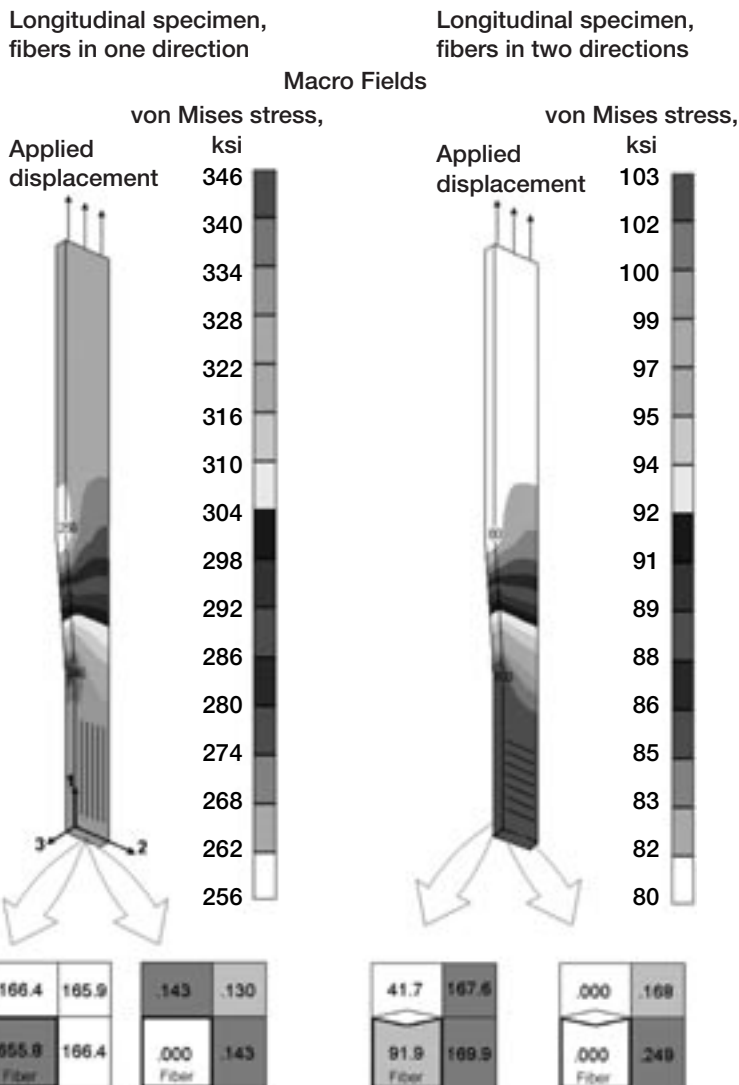 Longitudinal specimen,
fibers in one direction
Longitudinal specimen,
fibers in two directions
Macro Fields
von Mises stress,
ksi
Applied
displacement
346
340
334
328
322
316
310
304
298
292
286
280
274
268
262
256
1
3
2
von Mises stress,
ksi
Applied
displacement
103
102
100
99
97
95
94
92
91
89
88
86
85
83
82
80
80
166.4 165.9
655.8 166.4
Fiber
.143 .130
.000 .143
Fiber
41.7 167.6
91.9 169.9
Fiber
.000 .168
.000 .249
Fiber